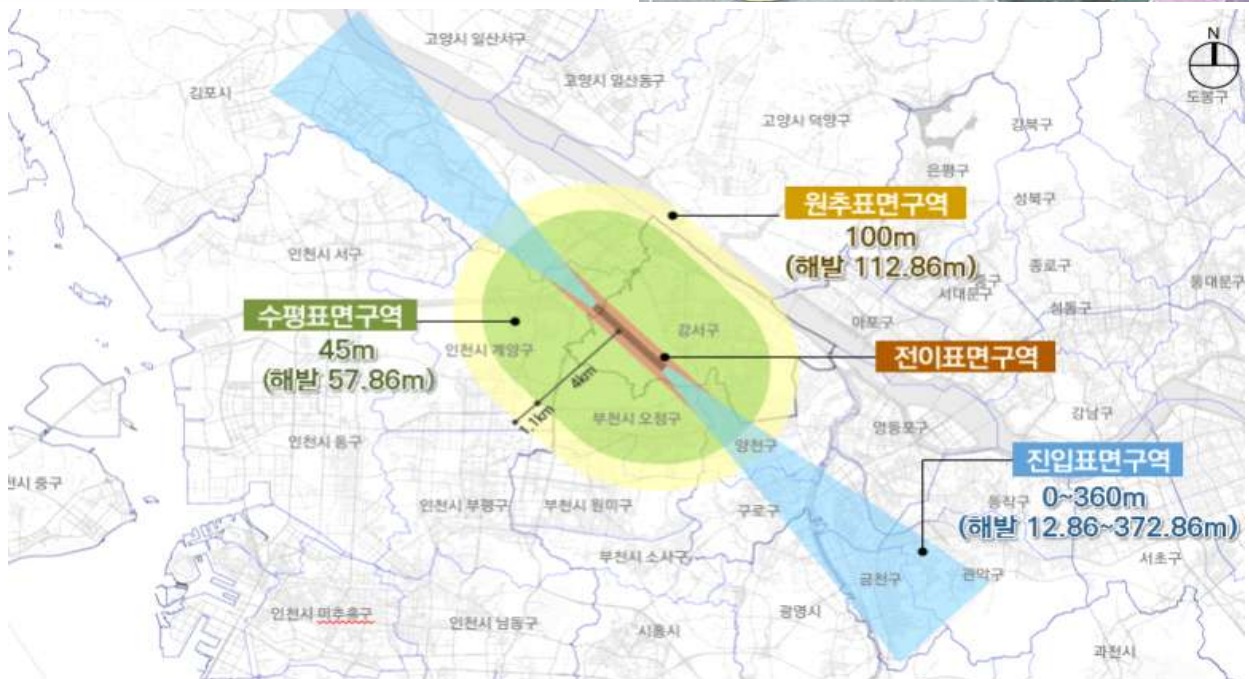 고양시 일산서구
N
고양시 일산동구
김포시
도봉구
고양시 덕양구
강북구
은평구
원추표면구역
성북구
100m
(해발 112.86m)
인천시 서구
종로구
중구
동대문구
서대문구
성동구
수평표면구역
마포구
강서구
45m
인천시 계양구
전이표면구역
(해발 57.86m)
4km
1.1km
부천시 오정구
강남구
영등포구
인천시 동구
양천구
진입표면구역
천시 중구
0~360m
동작구
인천시 부평구
부천시 원미구
구로구
(해발 12.86~372.86m)
부천시 소사구
서초구
금천구
관악구
인천시 미추홀구
인천시 남동구
시흥시
광명시
과천시